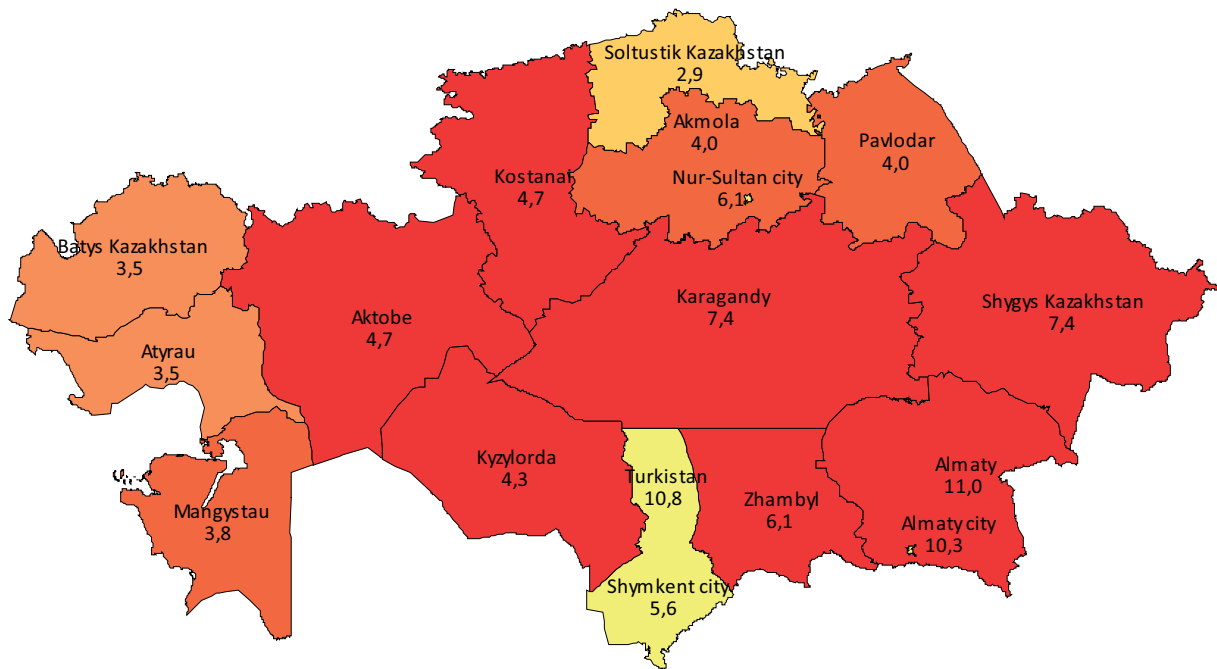 Soltustik Kazakhstan
2,9
Akmola
4,0
Pavlodar
4,0
Kostanai
4,7
Nur-Sultan city
6,1
Batys Kazakhstan
3,5
Karagandy
7,4
Shygys Kazakhstan
7,4
Aktobe
4,7
Atyrau
3,5
Kyzylorda
4,3
Turkistan
10,8
Almaty
11,0
Zhambyl
6,1
Mangystau
3,8
Almaty city
10,3
Shymkent city
5,6